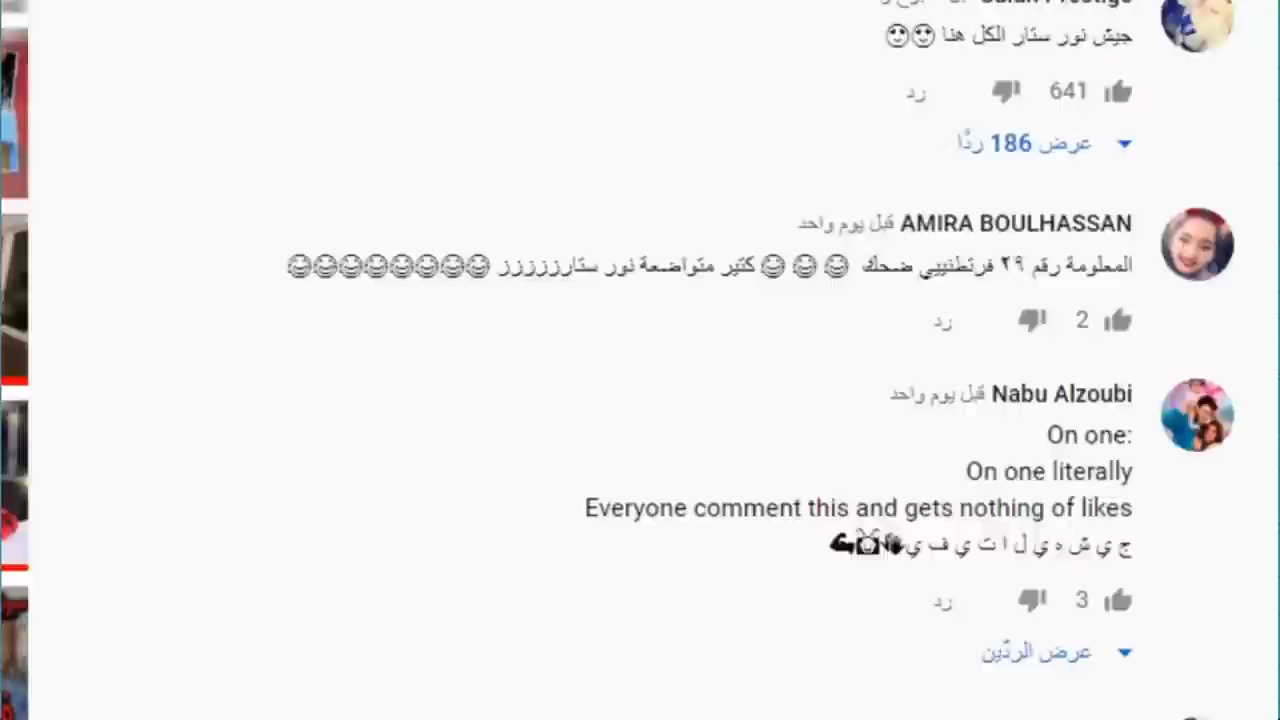 جيش نور ستار الكل هنا 😍😍
641 رد
عرض 186 ردًا
AMIRA BOULHASSAN قبل يوم واحد
المعلومة رقم ٢٩ فرتطنييي ضحك 😂 😂 😂 كتير متواضعة نور ستارزززز 😂😂😂😂😂😂😂😂
2 رد
Nabu Alzoubi قبل يوم واحد
On one:
On one literally
Everyone comment this and gets nothing of likes
ج ي ش ه ي ل ا ت ي ف ي
3 رد
عرض الردّين